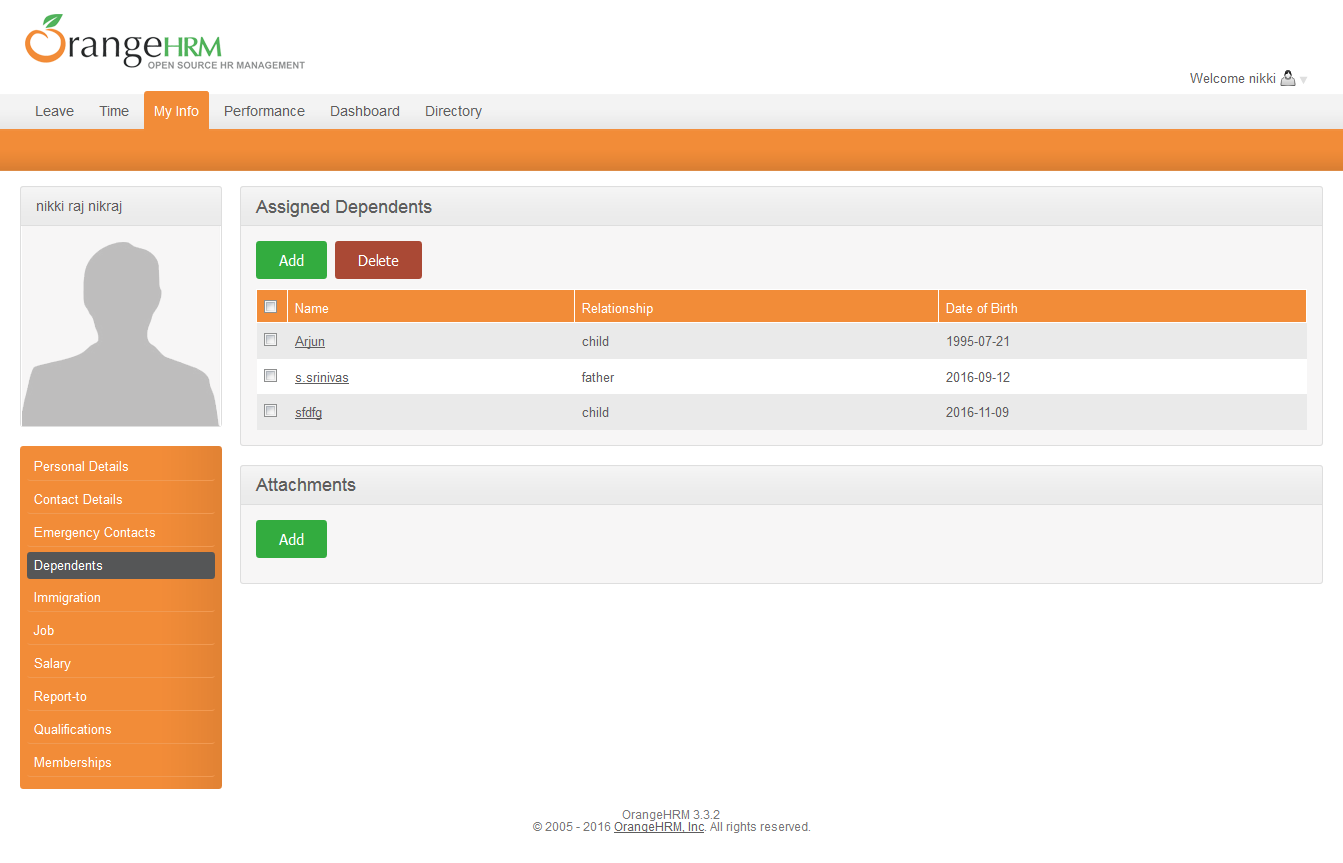 OrangeHRM
OPEN SOURCE HR MANAGEMENT
Welcome nikki
Leave Time My Info Performance Dashboard Directory
nikki raj nikraj
Assigned Dependents
Add Delete
Name Relationship Date of Birth
Arjun child 1995-07-21
s.srinivas father 2016-09-12
sfdfg child 2016-11-09
Personal Details
Contact Details
Emergency Contacts
Dependents
Immigration
Job
Salary
Report-to
Qualifications
Memberships
Attachments
Add
OrangeHRM 3.3.2
© 2005 - 2016 OrangeHRM, Inc. All rights reserved.